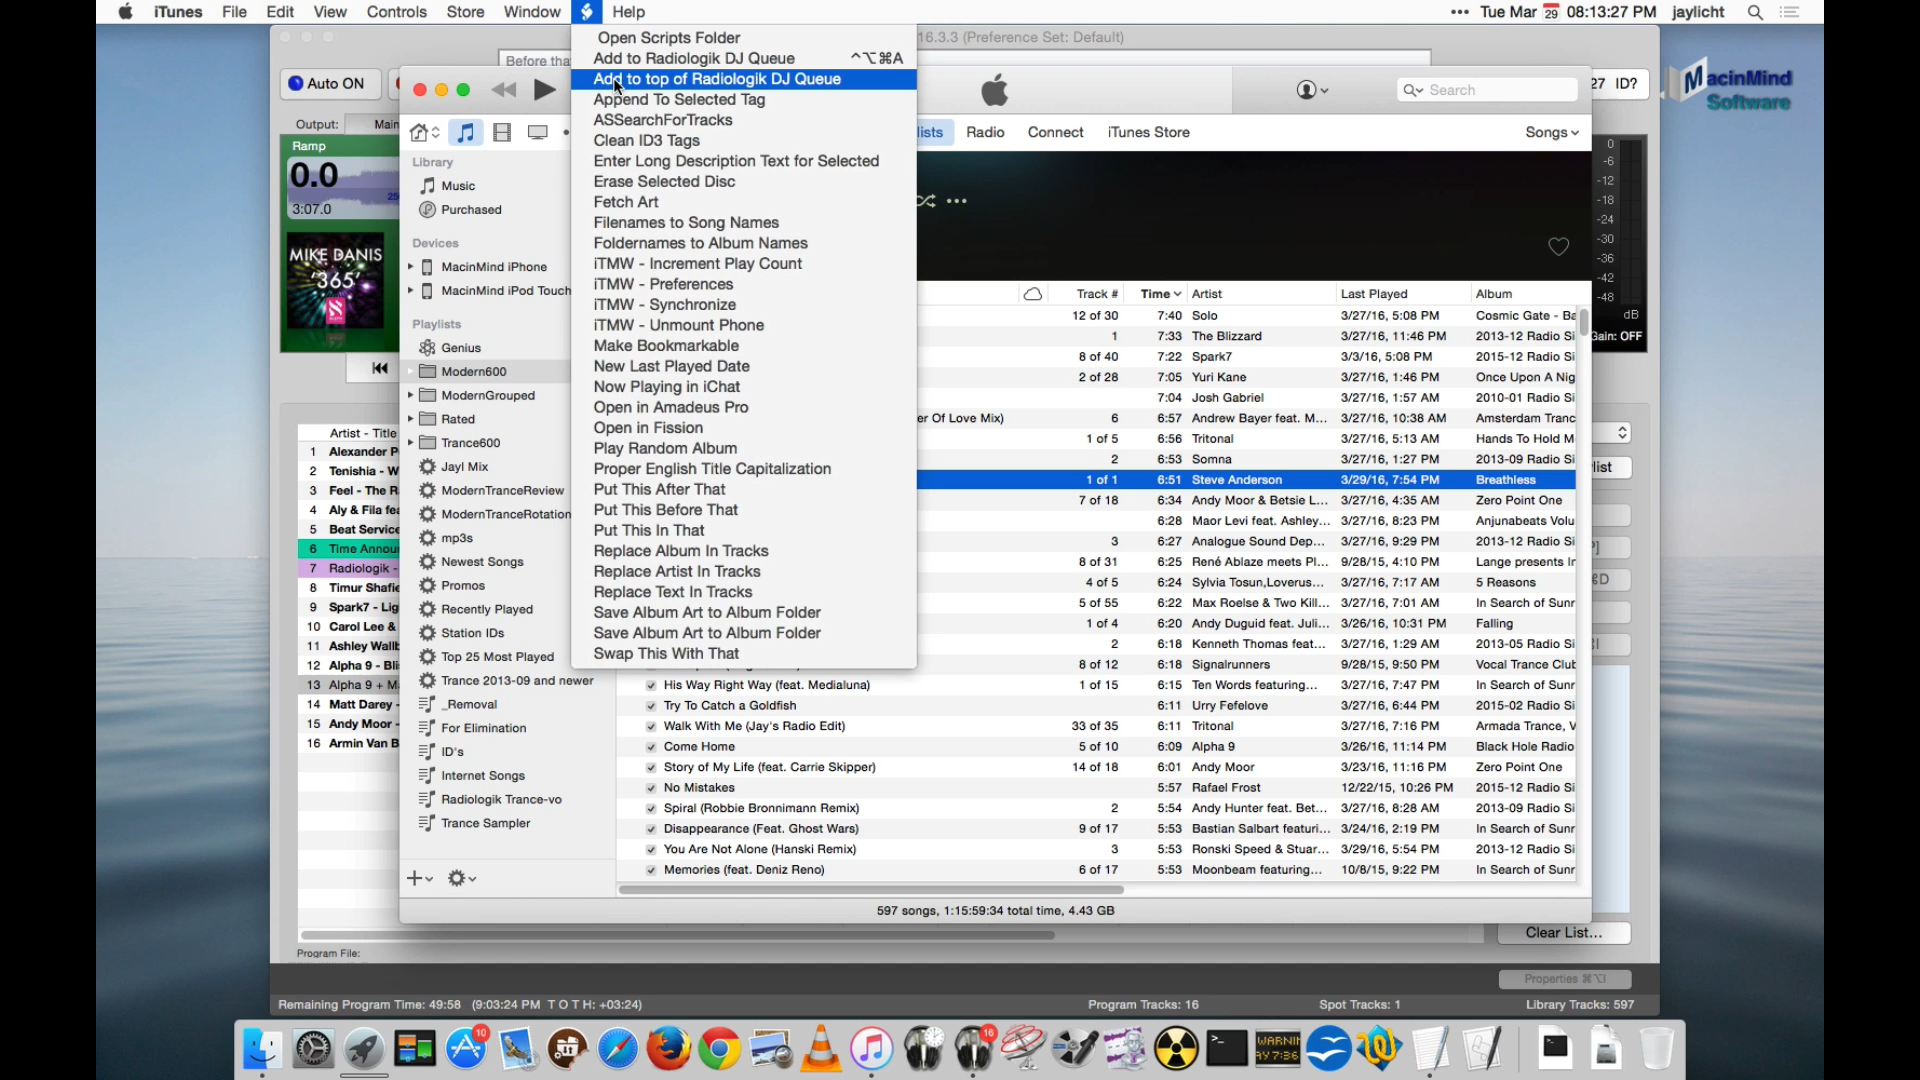 iTunes File Edit View Controls Store Window Help
Tue Mar 29 08:13:27 PM jaylicht
16.3.3 (Preference Set: Default)
Before tha
Auto ON
27 ID?
MacinMind
Software
Output: Main
Ramp
0.0
3:07.0
MIKE DANIS
'365'
Open Scripts Folder
Add to Radiologik DJ Queue ^⌥⌘A
Add to top of Radiologik DJ Queue
Append To Selected Tag
ASSearchForTracks
Clean ID3 Tags
Enter Long Description Text for Selected
Erase Selected Disc
Fetch Art
Filenames to Song Names
Foldernames to Album Names
iTMW - Increment Play Count
iTMW - Preferences
iTMW - Synchronize
iTMW - Unmount Phone
Make Bookmarkable
New Last Played Date
Now Playing in iChat
Open in Amadeus Pro
Open in Fission
Play Random Album
Proper English Title Capitalization
Put This After That
Put This Before That
Put This In That
Replace Album In Tracks
Replace Artist In Tracks
Replace Text In Tracks
Save Album Art to Album Folder
Save Album Art to Album Folder
Swap This With That
Search
lists Radio Connect iTunes Store Songs
Library
Music
Purchased
Devices
MacinMind iPhone
MacinMind iPod Touch
Playlists
Genius
Modern600
ModernGrouped
Rated
Trance600
Jayl Mix
ModernTranceReview
ModernTranceRotation
mp3s
Newest Songs
Promos
Recently Played
Station IDs
Top 25 Most Played
Trance 2013-09 and newer
_Removal
For Elimination
ID's
Internet Songs
Radiologik Trance-vo
Trance Sampler
Artist - Title
1 Alexander P
2 Tenishia - W
3 Feel - The R
4 Aly & Fila fea
5 Beat Service
6 Time Annou
7 Radiologik -
8 Timur Shafie
9 Spark7 - Lig
10 Carol Lee &
11 Ashley Wallb
12 Alpha 9 - Bli
13 Alpha 9 + M
14 Matt Darey -
15 Andy Moor -
16 Armin Van B
Track # Time Artist Last Played Album
12 of 30 7:40 Solo 3/27/16, 5:08 PM Cosmic Gate - Ba
1 7:33 The Blizzard 3/27/16, 11:46 PM 2013-12 Radio Si
8 of 40 7:22 Spark7 3/3/16, 5:08 PM 2015-12 Radio Si
2 of 28 7:05 Yuri Kane 3/27/16, 1:46 PM Once Upon A Nig
7:04 Josh Gabriel 3/27/16, 1:57 AM 2010-01 Radio Si
er Of Love Mix) 6 6:57 Andrew Bayer feat. M... 3/27/16, 10:38 AM Amsterdam Tranc
1 of 5 6:56 Tritonal 3/27/16, 5:13 AM Hands To Hold M
2 6:53 Somna 3/27/16, 1:27 PM 2013-09 Radio Si
1 of 1 6:51 Steve Anderson 3/29/16, 7:54 PM Breathless
7 of 18 6:34 Andy Moor & Betsie L... 3/27/16, 4:35 AM Zero Point One
6:28 Maor Levi feat. Ashley... 3/27/16, 8:23 PM Anjunabeats Volu
3 6:27 Analogue Sound Dep... 3/27/16, 9:29 PM 2013-12 Radio Si
8 of 31 6:25 René Ablaze meets Pl... 9/28/15, 4:10 PM Lange presents In
4 of 5 6:24 Sylvia Tosun,Loverus... 3/27/16, 7:17 AM 5 Reasons
5 of 55 6:22 Max Roelse & Two Kill... 3/27/16, 7:01 AM In Search of Sunr
1 of 4 6:20 Andy Duguid feat. Juli... 3/26/16, 10:31 PM Falling
2 6:18 Kenneth Thomas feat... 3/27/16, 1:29 AM 2013-05 Radio Si
8 of 12 6:18 Signalrunners 9/28/15, 9:50 PM Vocal Trance Club
His Way Right Way (feat. Medialuna) 1 of 15 6:15 Ten Words featuring... 3/27/16, 7:47 PM In Search of Sunr
Try To Catch a Goldfish 6:11 Urry Fefelove 3/27/16, 6:44 PM 2015-02 Radio Si
Walk With Me (Jay's Radio Edit) 33 of 35 6:11 Tritonal 3/27/16, 7:16 PM Armada Trance, V
Come Home 5 of 10 6:09 Alpha 9 3/26/16, 11:14 PM Black Hole Radio
Story of My Life (feat. Carrie Skipper) 14 of 18 6:01 Andy Moor 3/23/16, 11:16 PM Zero Point One
No Mistakes 5:57 Rafael Frost 12/22/15, 10:26 PM 2015-12 Radio Si
Spiral (Robbie Bronnimann Remix) 2 5:54 Andy Hunter feat. Bet... 3/27/16, 8:28 AM 2013-09 Radio Si
Disappearance (Feat. Ghost Wars) 9 of 17 5:53 Bastian Salbart featuri... 3/24/16, 2:19 PM In Search of Sunr
You Are Not Alone (Hanski Remix) 3 5:53 Ronski Speed & Stuar... 3/29/16, 5:54 PM 2013-12 Radio Si
Memories (feat. Deniz Reno) 6 of 17 5:53 Moonbeam featuring... 10/8/15, 9:22 PM In Search of Sunr
597 songs, 1:15:59:34 total time, 4.43 GB
0
-6
-12
-18
-24
-30
-36
-42
-48
dB
Gain: OFF
list
Clear List...
Program File:
Properties ⌘⌥I
Remaining Program Time: 49:58 (9:03:24 PM T O T H: +03:24)
Program Tracks: 16
Spot Tracks: 1
Library Tracks: 597
10
16
WARNIN
AY 7:36